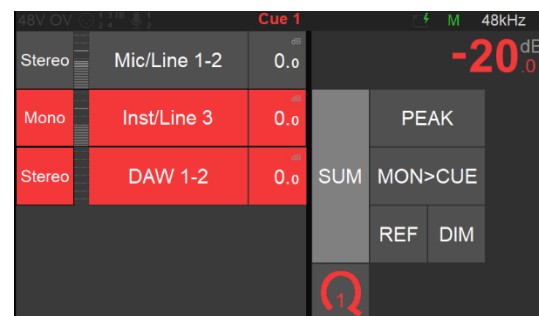 48V OV Cue 1 M 48kHz
-20.0 dB
Stereo Mic/Line 1-2 0.0 dB
Mono Inst/Line 3 0.0 dB
PEAK
Stereo DAW 1-2 0.0 dB
SUM MON>CUE
REF DIM
1